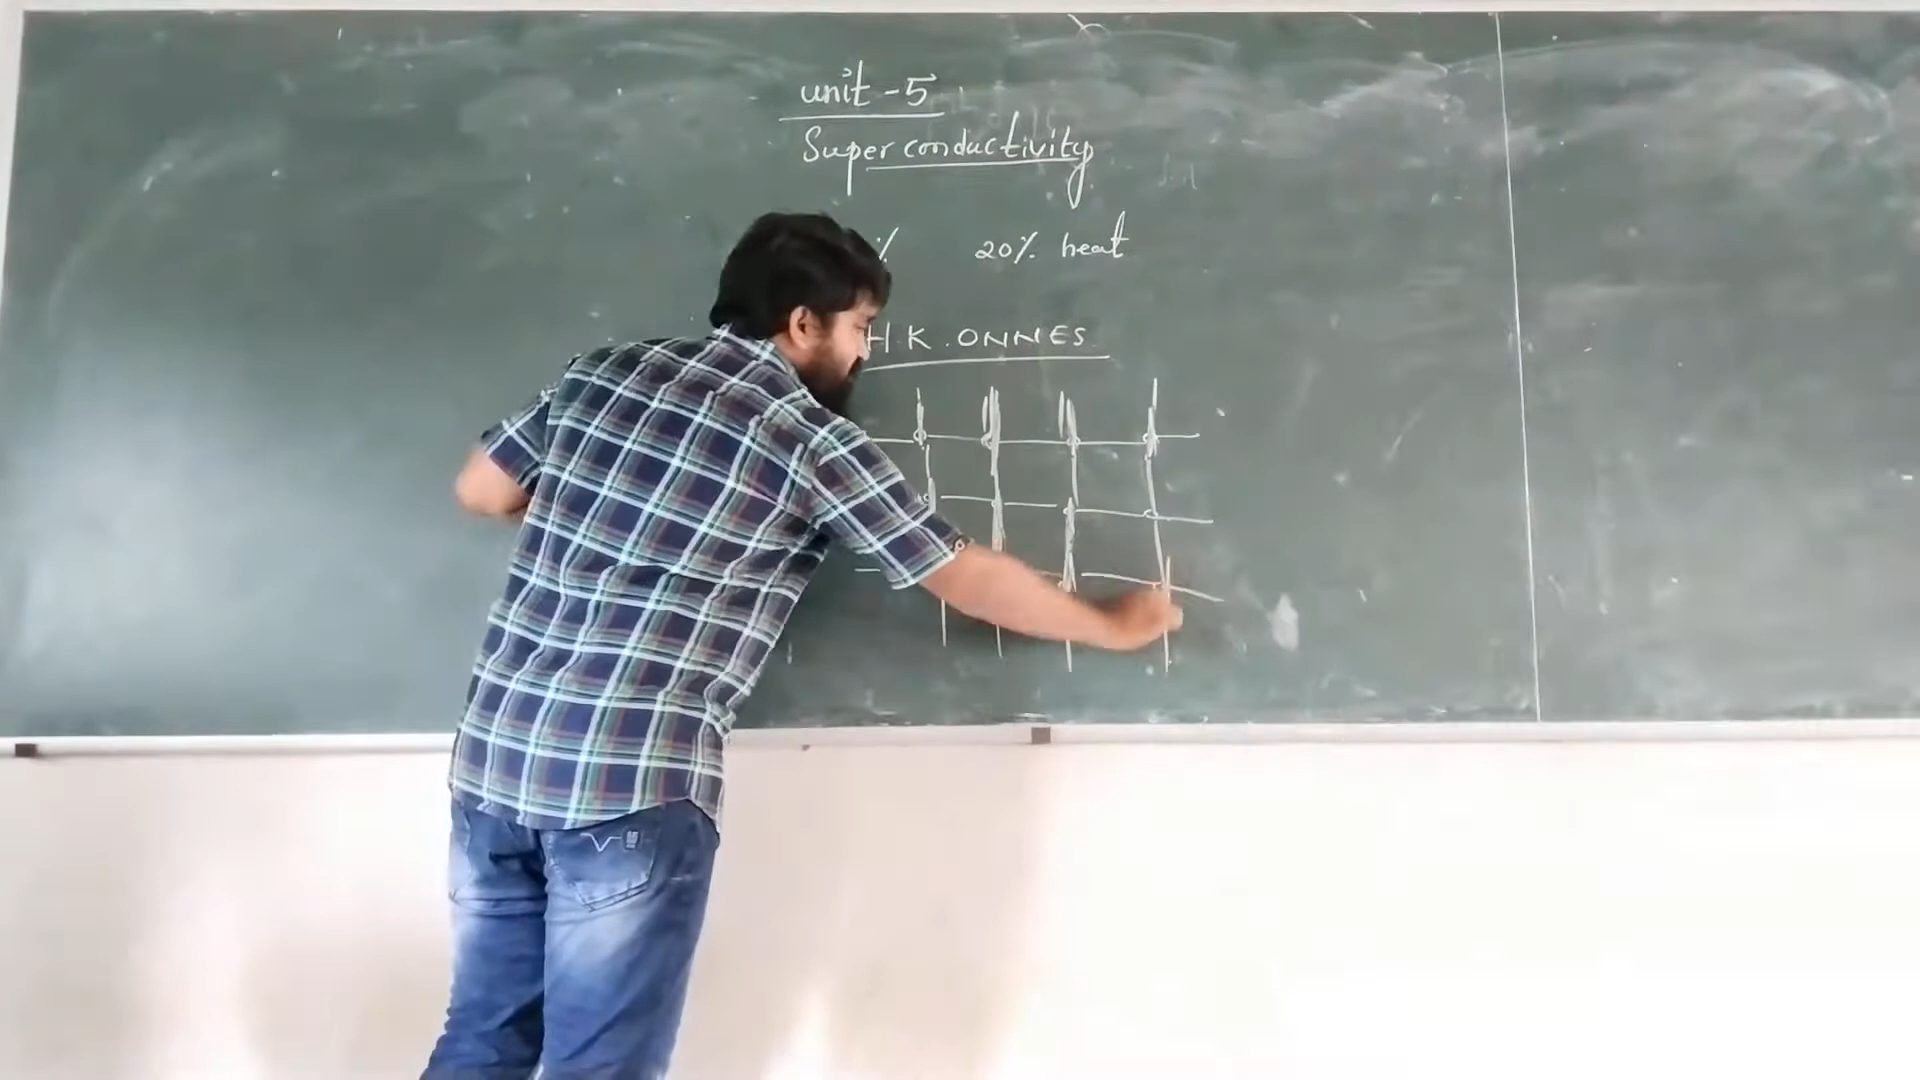 unit - 5
Superconductivity
% 20% heat
H.K. ONNES